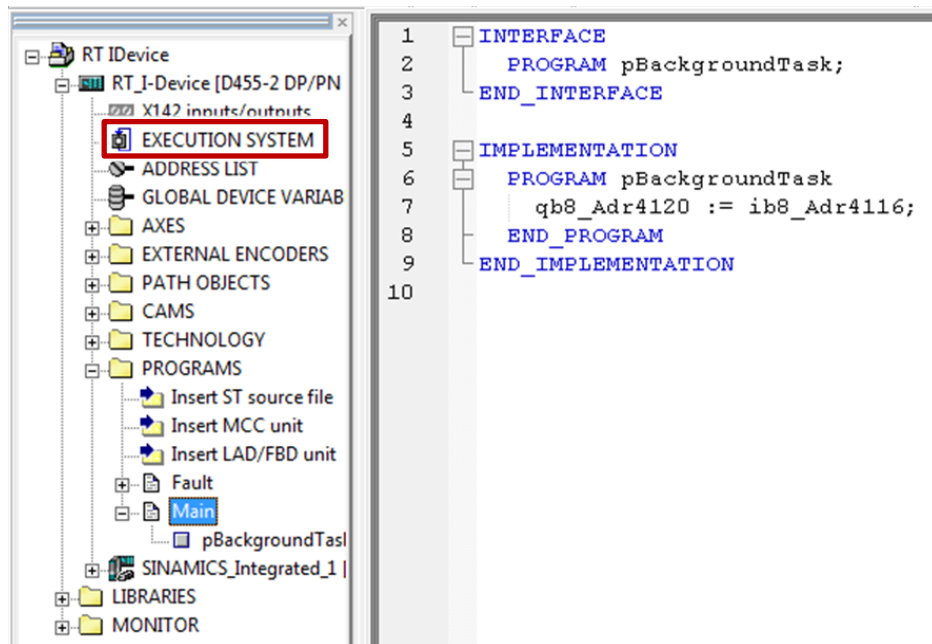 RT IDevice
RT_I-Device [D455-2 DP/PN
X142 inputs/outputs
EXECUTION SYSTEM
ADDRESS LIST
GLOBAL DEVICE VARIAB
AXES
EXTERNAL ENCODERS
PATH OBJECTS
CAMS
TECHNOLOGY
PROGRAMS
Insert ST source file
Insert MCC unit
Insert LAD/FBD unit
Fault
Main
pBackgroundTasl
SINAMICS_Integrated_1 [
LIBRARIES
MONITOR
1 INTERFACE
2 PROGRAM pBackgroundTask;
3 END_INTERFACE
4
5 IMPLEMENTATION
6 PROGRAM pBackgroundTask
7 qb8_Adr4120 := ib8_Adr4116;
8 END_PROGRAM
9 END_IMPLEMENTATION
10